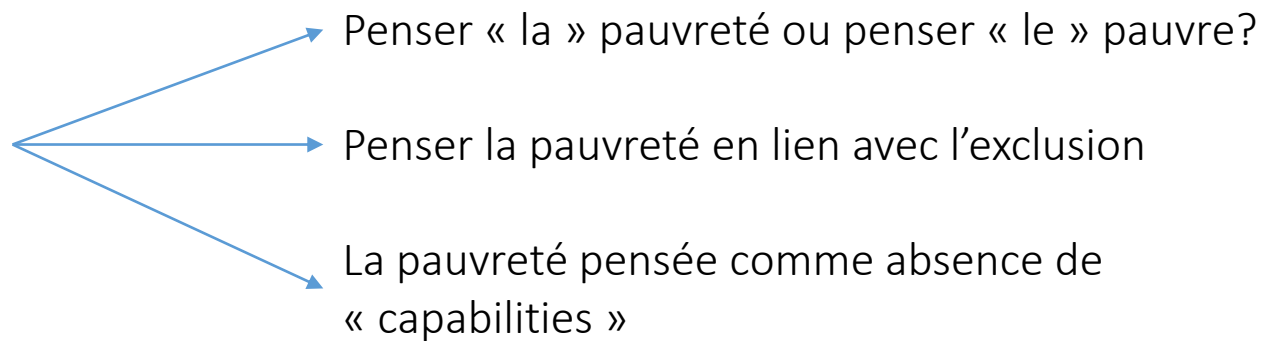 Penser « la » pauvreté ou penser « le » pauvre?
Penser la pauvreté en lien avec l’exclusion
La pauvreté pensée comme absence de
« capabilities »